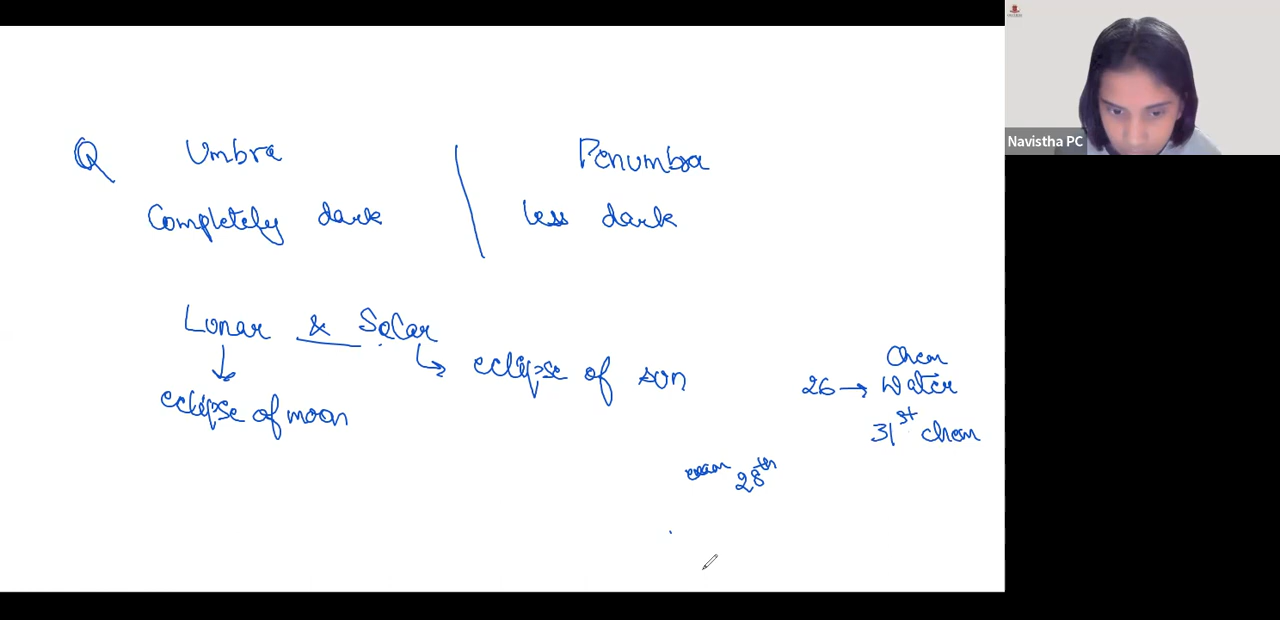 Q Umbra Penumbra
Completely dark less dark
Lunar & Solar
eclipse of sun
eclipse of moon
Chem
26 → Water
31st Chem
exam 28th
Navistha PC